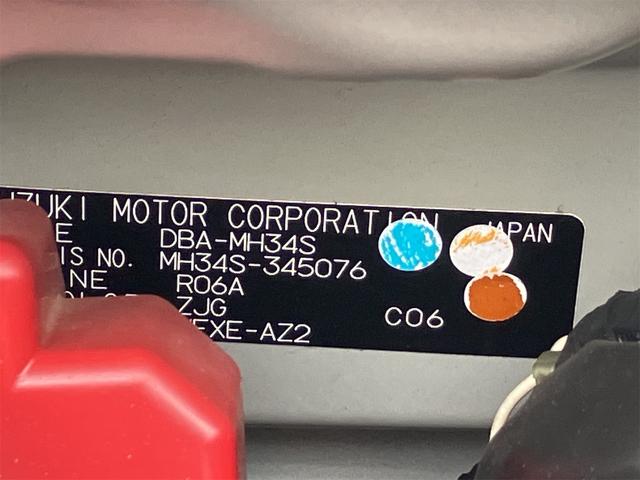 ZUKI MOTOR CORPORATION JAPAN
E DBA-MH34S
IS NO. MH34S-345076
NE R06A
ZJG C06
EXE-AZ2